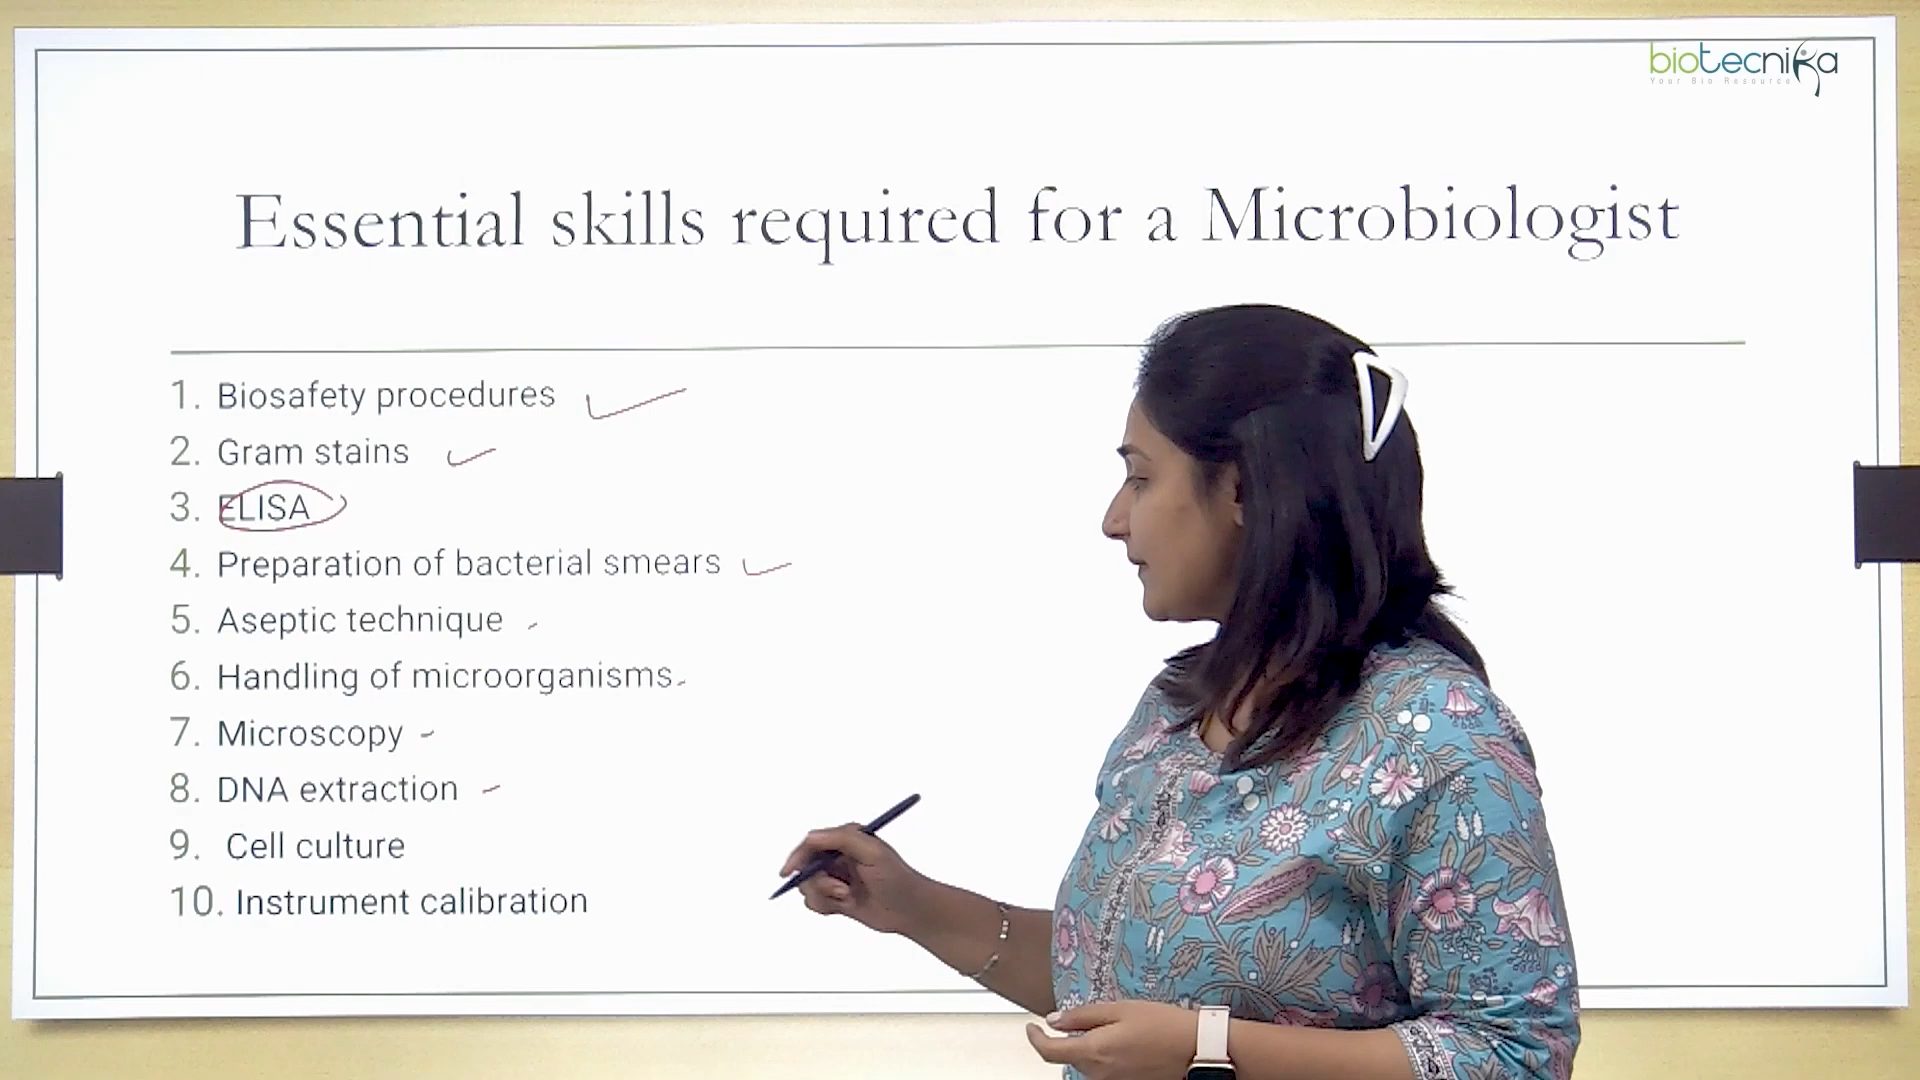 biotecnika
Your Bio Resource
Essential skills required for a Microbiologist
1. Biosafety procedures
2. Gram stains
3. ELISA
4. Preparation of bacterial smears
5. Aseptic technique
6. Handling of microorganisms
7. Microscopy
8. DNA extraction
9. Cell culture
10. Instrument calibration